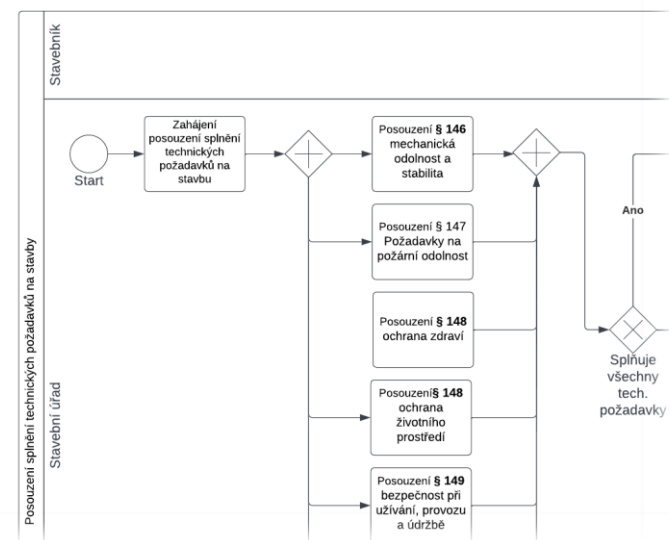 Posouzení splnění technických požadavků na stavby
Stavebník
Stavební úřad
Start
Zahájení
posouzení splnění
technických
požadavků na
stavbu
Posouzení § 146
mechanická
odolnost a
stabilita
Posouzení § 147
Požadavky na
požární odolnost
Posouzení § 148
ochrana zdraví
Posouzení§ 148
ochrana
životního
prostředí
Posouzení § 149
bezpečnost při
užívání, provozu
a údržbě
Ano
Splňuje
všechny
tech.
požadavky